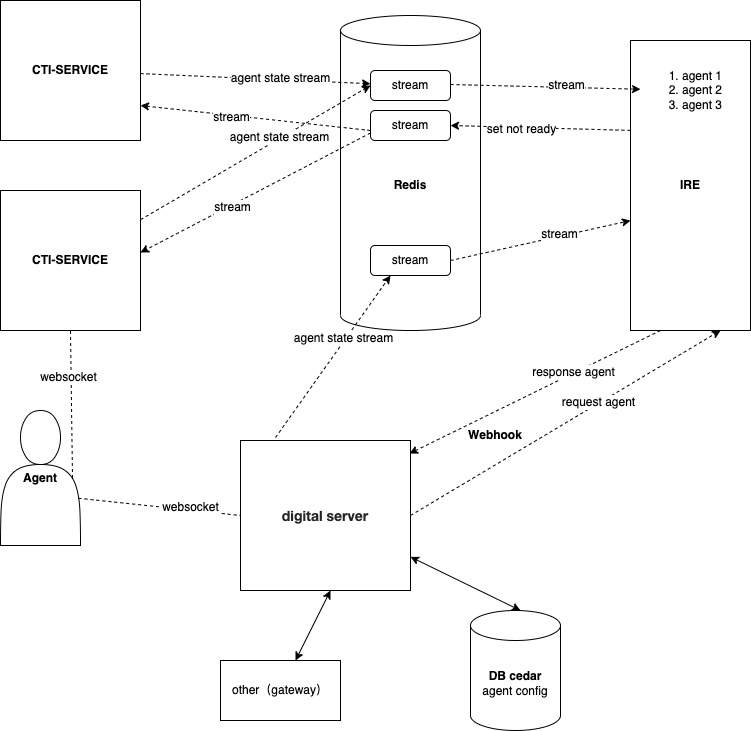 CTI-SERVICE
agent state stream
stream
stream
1. agent 1
2. agent 2
3. agent 3
stream
agent state stream
stream
set not ready
Redis
IRE
stream
CTI-SERVICE
stream
stream
agent state stream
websocket
response agent
request agent
Webhook
Agent
websocket
digital server
other（gateway）
DB cedar
agent config